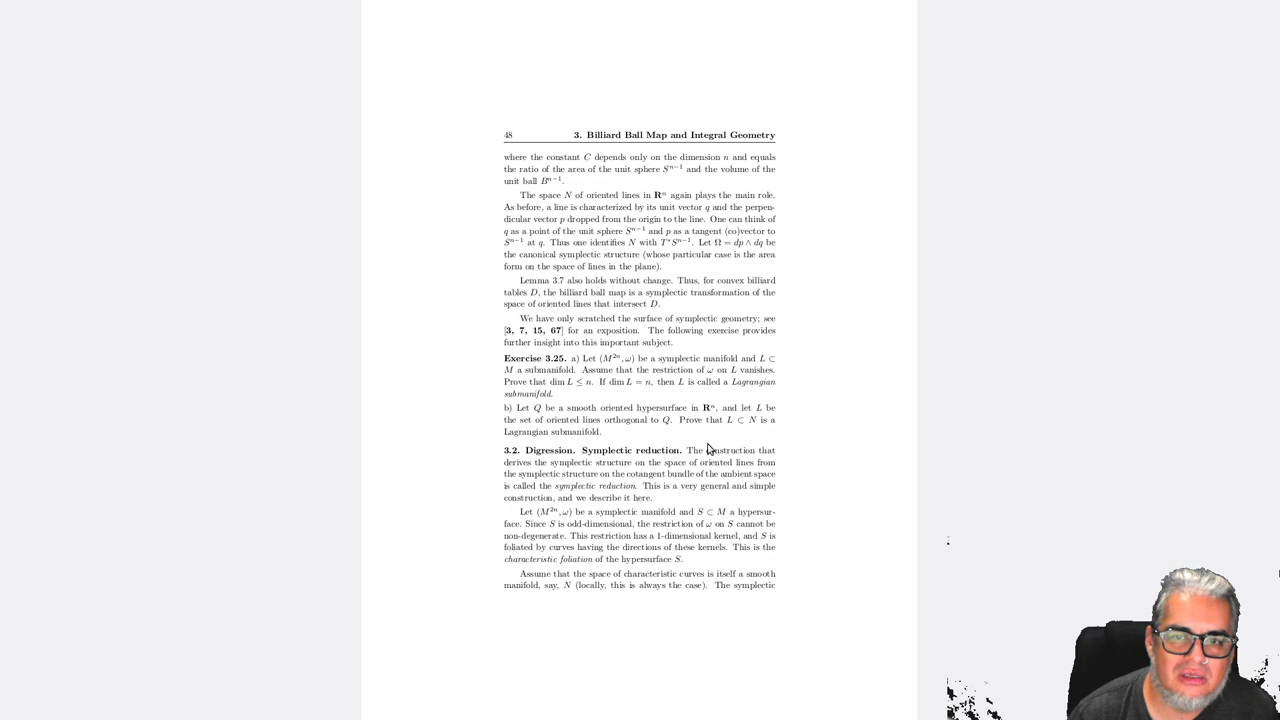 48 3. Billiard Ball Map and Integral Geometry
where the constant C depends only on the dimension n and equals
the ratio of the area of the unit sphere Sⁿ⁻¹ and the volume of the
unit ball Bⁿ⁻¹.
The space N of oriented lines in Rⁿ again plays the main role.
As before, a line is characterized by its unit vector q and the perpen-
dicular vector p dropped from the origin to the line. One can think of
q as a point of the unit sphere Sⁿ⁻¹ and p as a tangent (co)vector to
Sⁿ⁻¹ at q. Thus one identifies N with T*Sⁿ⁻¹. Let Ω = dp ∧ dq be
the canonical symplectic structure (whose particular case is the area
form on the space of lines in the plane).
Lemma 3.7 also holds without change. Thus, for convex billiard
tables D, the billiard ball map is a symplectic transformation of the
space of oriented lines that intersect D.
We have only scratched the surface of symplectic geometry; see
[3, 7, 15, 67] for an exposition. The following exercise provides
further insight into this important subject.
Exercise 3.25. a) Let (M²ⁿ, ω) be a symplectic manifold and L ⊂
M a submanifold. Assume that the restriction of ω on L vanishes.
Prove that dim L ≤ n. If dim L = n, then L is called a Lagrangian
submanifold.
b) Let Q be a smooth oriented hypersurface in Rⁿ, and let L be
the set of oriented lines orthogonal to Q. Prove that L ⊂ N is a
Lagrangian submanifold.
3.2. Digression. Symplectic reduction. The construction that
derives the symplectic structure on the space of oriented lines from
the symplectic structure on the cotangent bundle of the ambient space
is called the symplectic reduction. This is a very general and simple
construction, and we describe it here.
Let (M²ⁿ, ω) be a symplectic manifold and S ⊂ M a hypersur-
face. Since S is odd-dimensional, the restriction of ω on S cannot be
non-degenerate. This restriction has a 1-dimensional kernel, and S is
foliated by curves having the directions of these kernels. This is the
characteristic foliation of the hypersurface S.
Assume that the space of characteristic curves is itself a smooth
manifold, say, N (locally, this is always the case). The symplectic